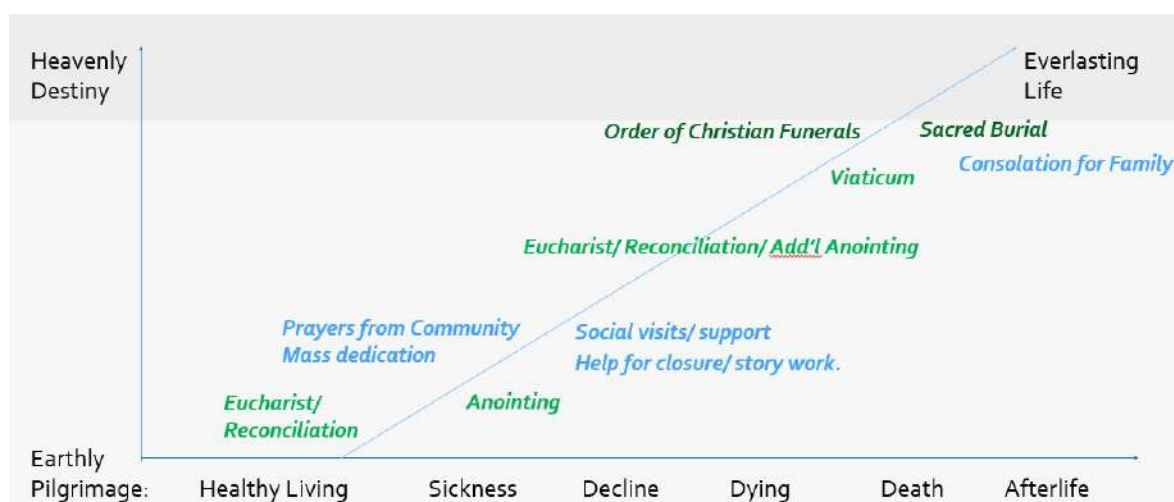 Heavenly
Destiny
Everlasting
Life
Order of Christian Funerals
Sacred Burial
Consolation for Family
Viaticum
Eucharist/ Reconciliation/ Add'l Anointing
Prayers from Community
Mass dedication
Social visits/ support
Help for closure/ story work.
Eucharist/
Reconciliation
Anointing
Earthly
Pilgrimage: Healthy Living Sickness Decline Dying Death Afterlife